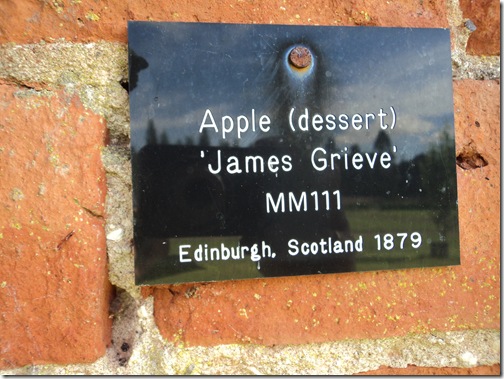 Apple (dessert)
'James Grieve'
MM111
Edinburgh, Scotland 1879